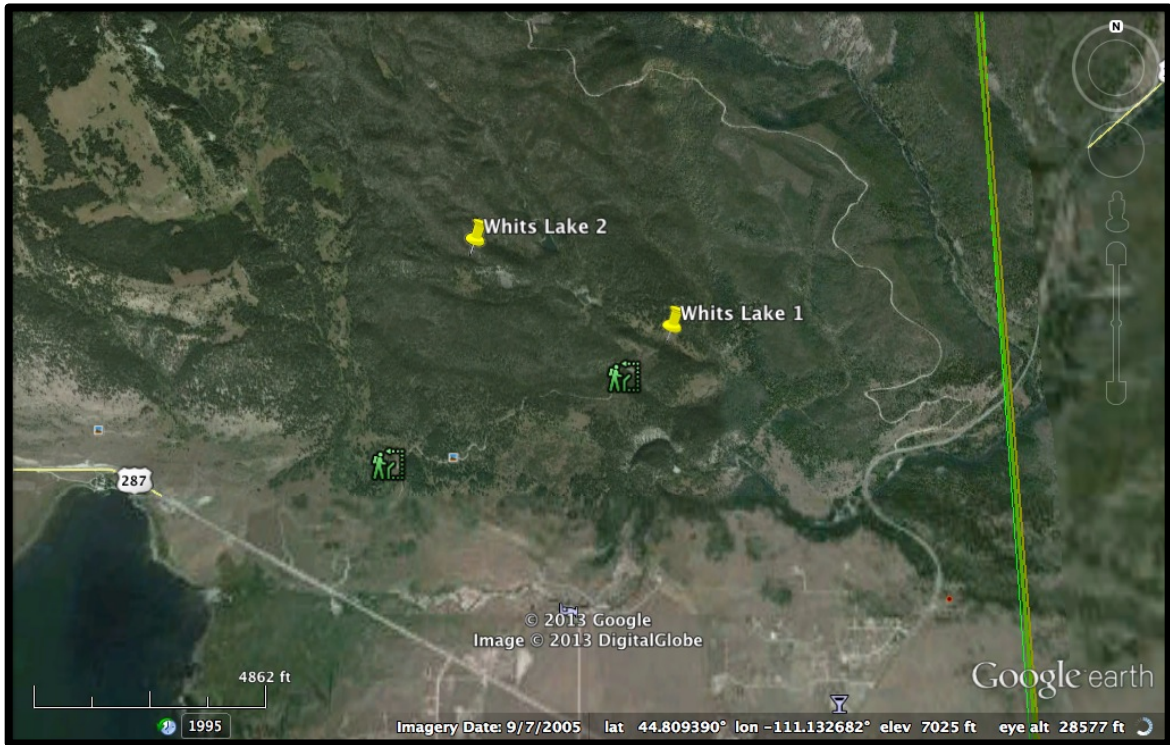 N
Whits Lake 2
Whits Lake 1
287
© 2013 Google
Image © 2013 DigitalGlobe
4862 ft
Google earth
1995
Imagery Date: 9/7/2005 lat 44.809390° lon -111.132682° elev 7025 ft eye alt 28577 ft